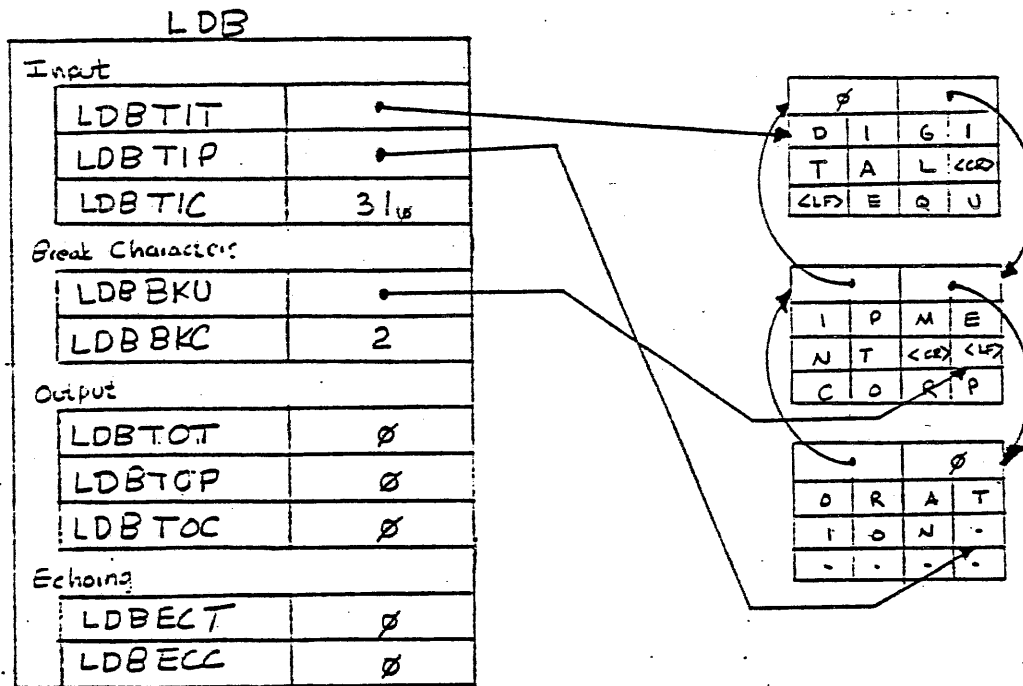 LDB
Input
LDBTIT
LDBTIP
LDBTIC 31₁₀
Break Characters
LDBBKU
LDBBKC 2
Output
LDBTOT Ø
LDBTOP Ø
LDBTOC Ø
Echoing
LDBECT Ø
LDBECC Ø
Ø
D I G I
T A L <CR>
<LF> E Q U
I P M E
N T <CR> <LF>
C O R P
Ø
O R A T
I O N -
- - - -